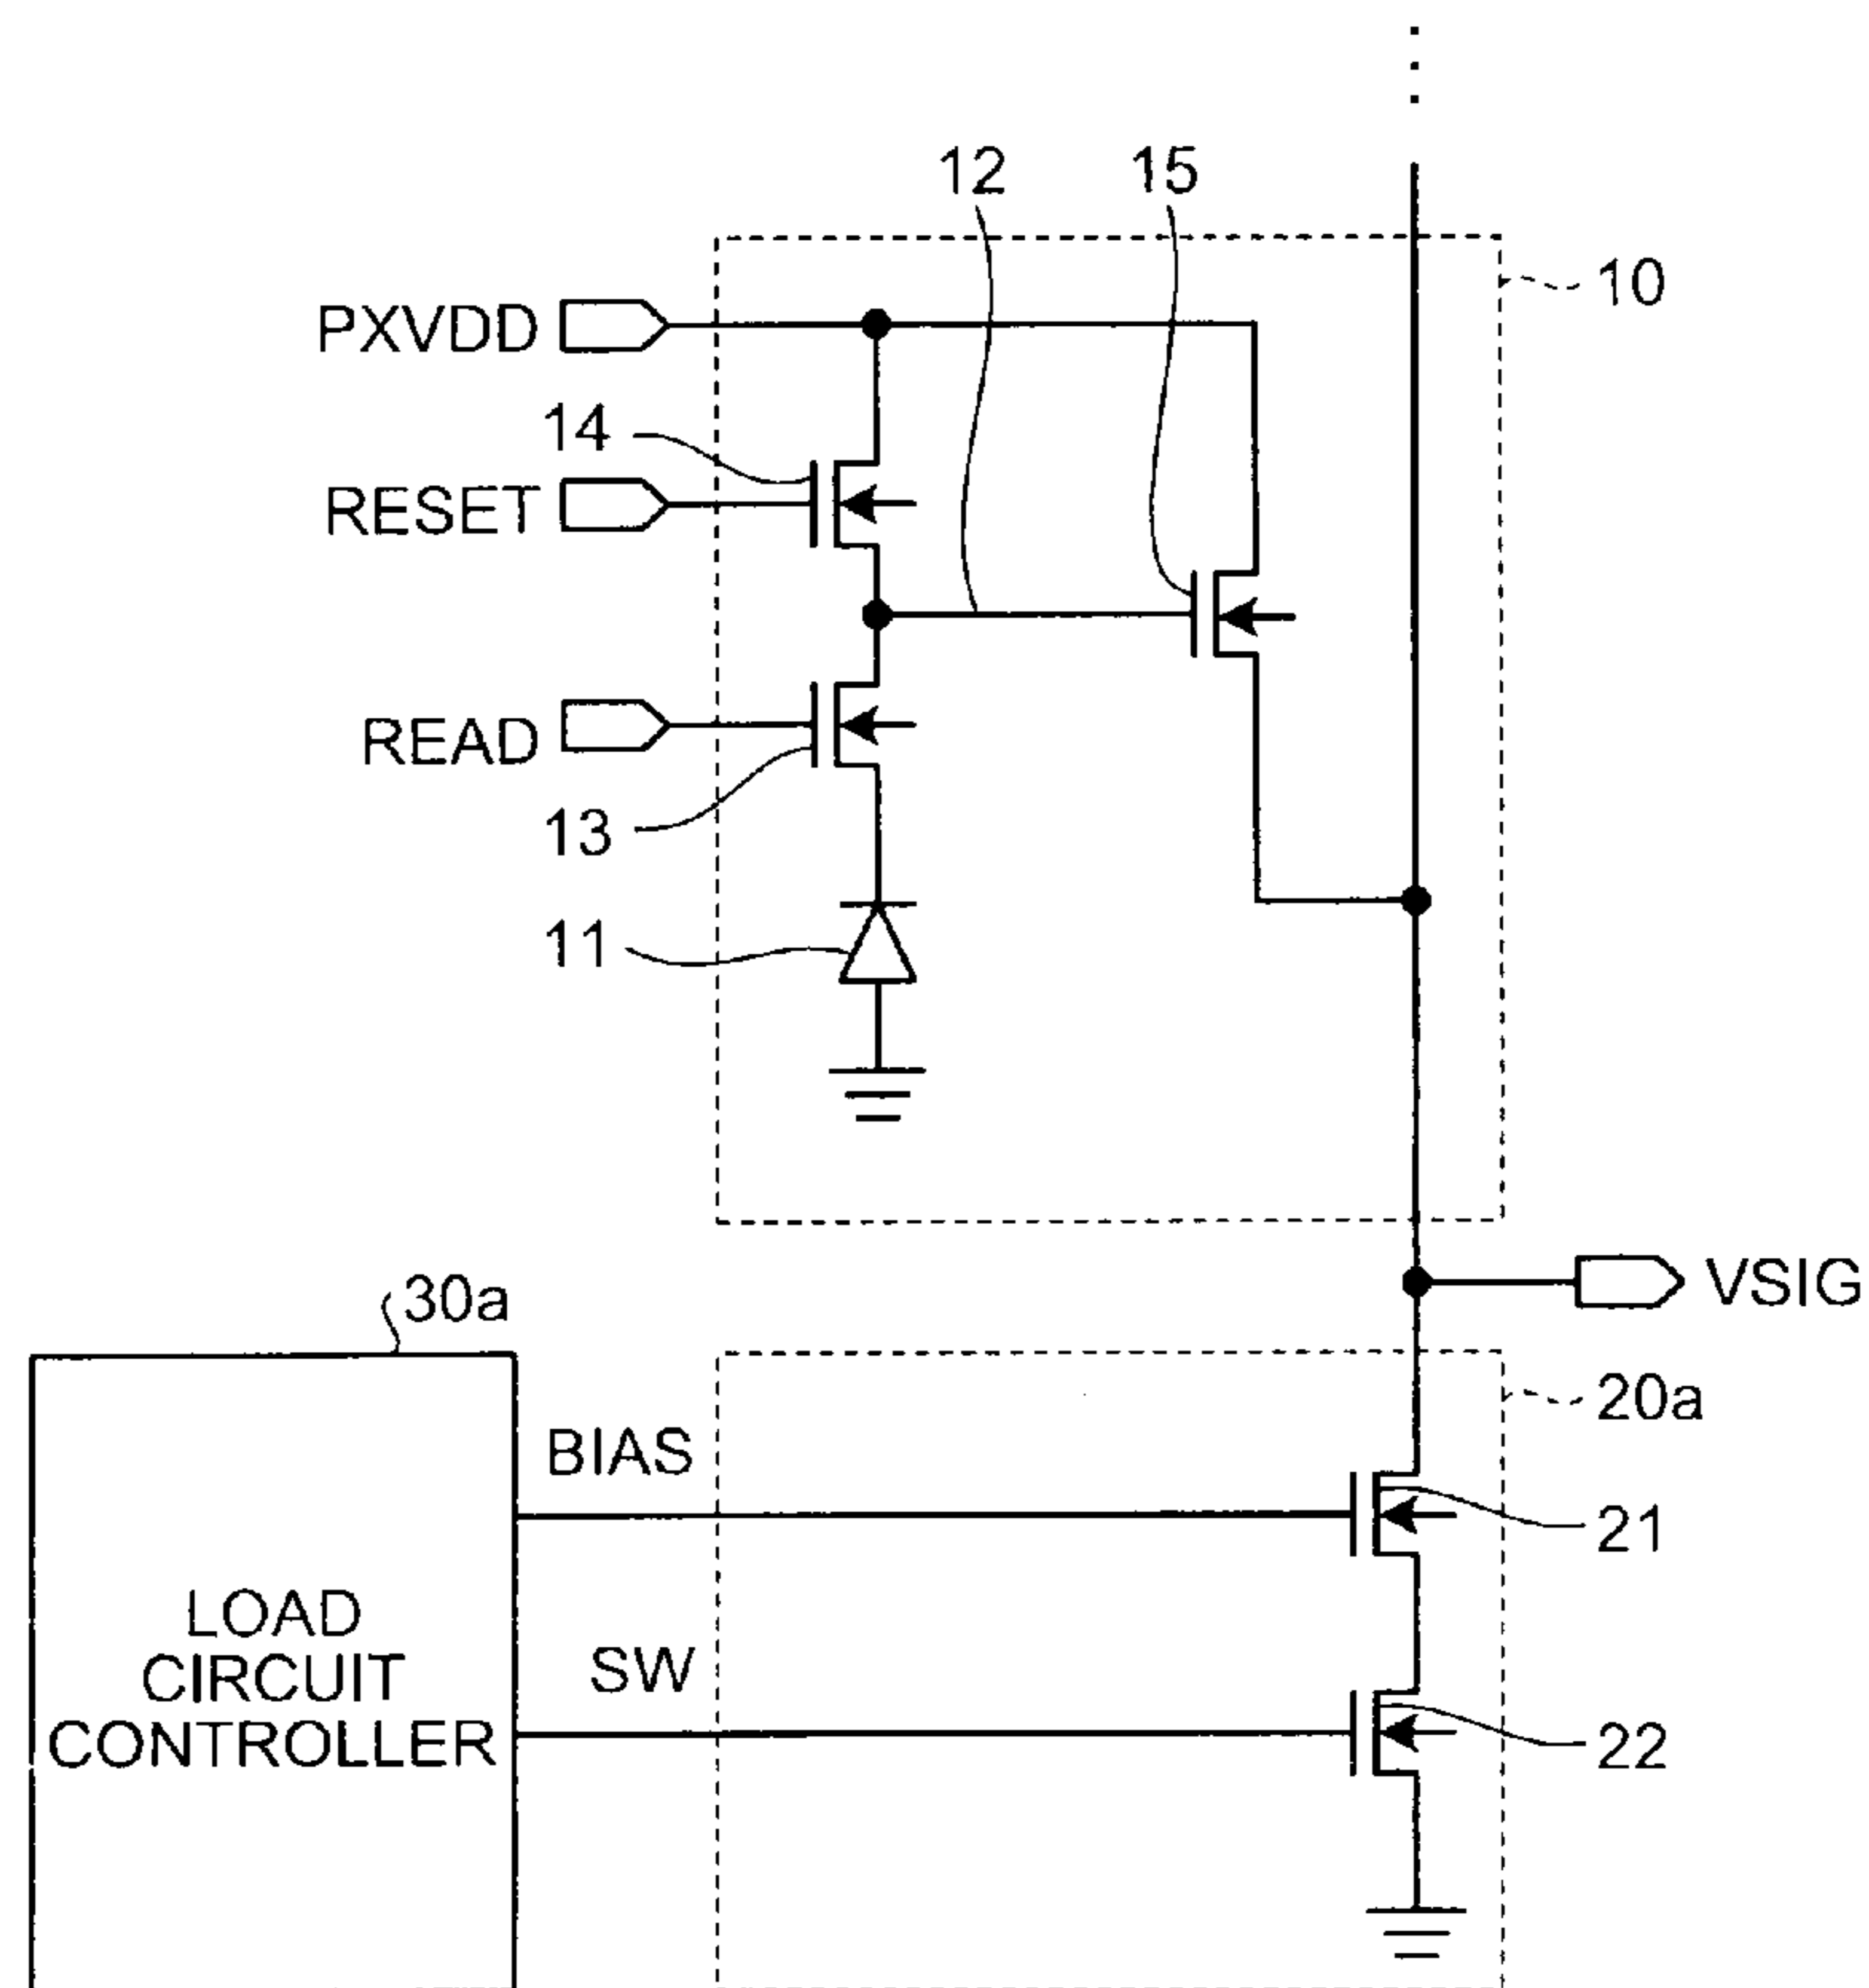 12 15
10
PXVDD
14
RESET
READ
13
11
VSIG
30a
20a
BIAS
21
LOAD
CIRCUIT
CONTROLLER
SW
22